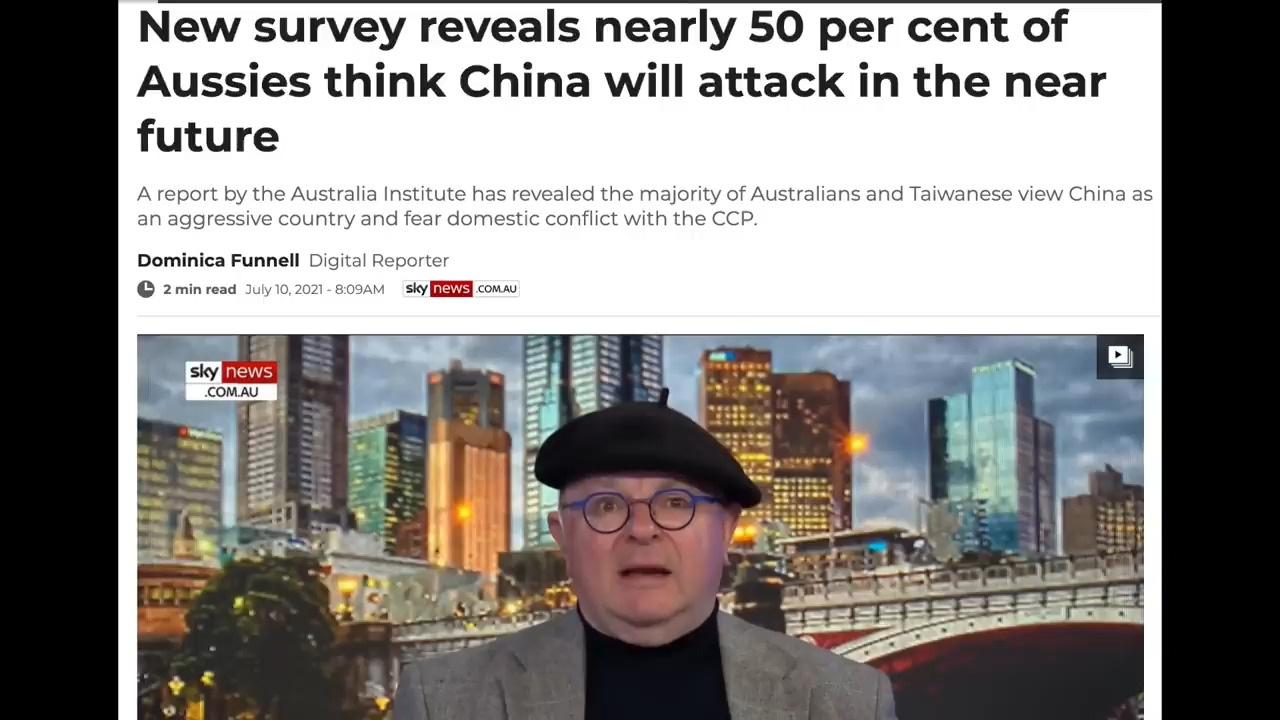 New survey reveals nearly 50 per cent of
Aussies think China will attack in the near
future
A report by the Australia Institute has revealed the majority of Australians and Taiwanese view China as
an aggressive country and fear domestic conflict with the CCP.
Dominica Funnell Digital Reporter
2 min read July 10, 2021 - 8:09AM sky news .COM.AU
sky news
.COM.AU